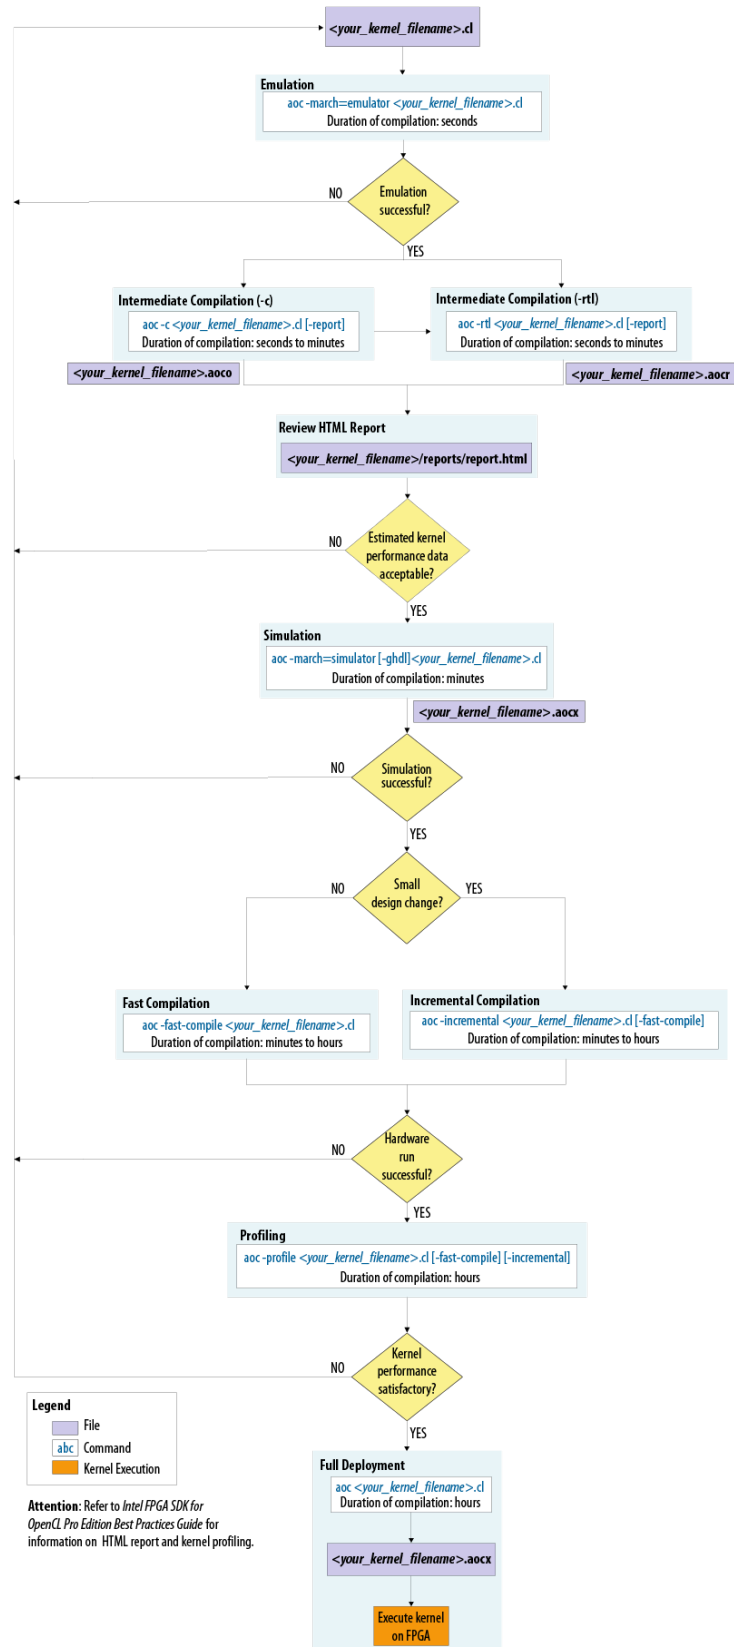 <your_kernel_filename>.cl
Emulation
aoc -march=emulator <your_kernel_filename>.cl
Duration of compilation: seconds
Emulation
successful?
NO
YES
Intermediate Compilation (-c)
aoc -c <your_kernel_filename>.cl [-report]
Duration of compilation: seconds to minutes
<your_kernel_filename>.aoco
Intermediate Compilation (-rtl)
aoc -rtl <your_kernel_filename>.cl [-report]
Duration of compilation: seconds to minutes
<your_kernel_filename>.aocr
Review HTML Report
<your_kernel_filename>/reports/report.html
Estimated kernel
performance data
acceptable?
NO
YES
Simulation
aoc -march=simulator [-ghdl]<your_kernel_filename>.cl
Duration of compilation: minutes
<your_kernel_filename>.aocx
Simulation
successful?
NO
YES
Small
design change?
NO
YES
Fast Compilation
aoc -fast-compile <your_kernel_filename>.cl
Duration of compilation: minutes to hours
Incremental Compilation
aoc -incremental <your_kernel_filename>.cl [-fast-compile]
Duration of compilation: minutes to hours
Hardware
run
successful?
NO
YES
Profiling
aoc -profile <your_kernel_filename>.cl [-fast-compile] [-incremental]
Duration of compilation: hours
Kernel
performance
satisfactory?
NO
YES
Full Deployment
aoc <your_kernel_filename>.cl
Duration of compilation: hours
<your_kernel_filename>.aocx
Execute kernel
on FPGA
Legend
File
abc Command
Kernel Execution
Attention: Refer to Intel FPGA SDK for
OpenCL Pro Edition Best Practices Guide for
information on HTML report and kernel profiling.